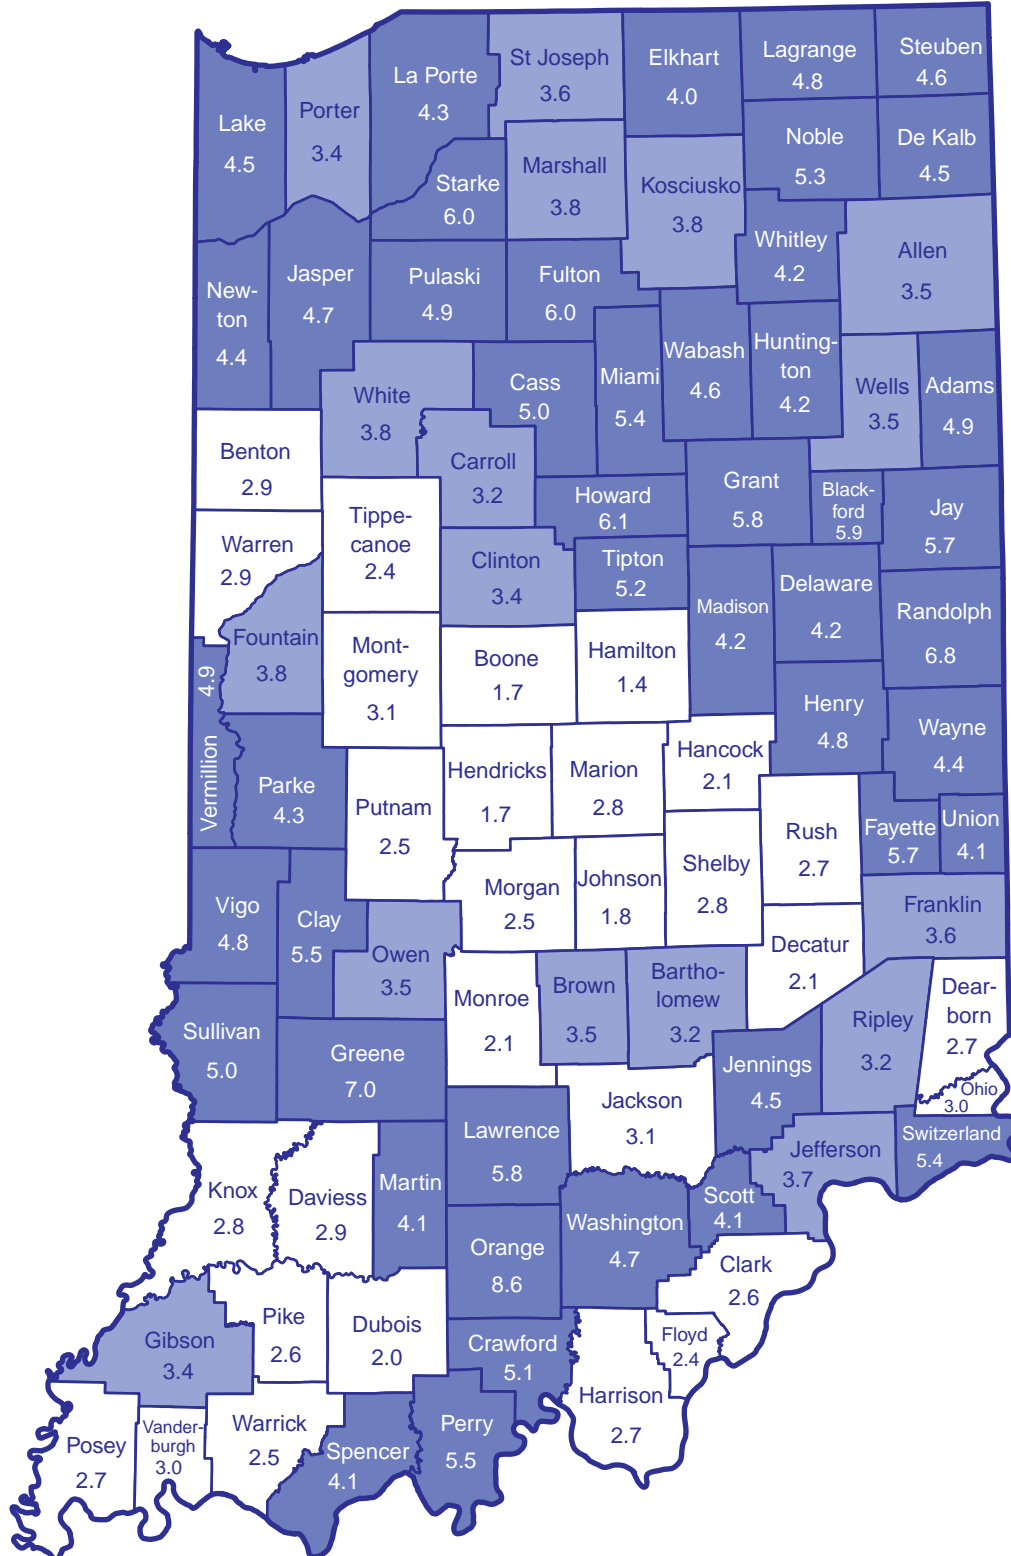 St Joseph
3.6
Elkhart
4.0
Lagrange
4.8
Steuben
4.6
La Porte
4.3
Porter
3.4
Lake
4.5
Noble
5.3
De Kalb
4.5
Marshall
3.8
Kosciusko
3.8
Starke
6.0
Whitley
4.2
Allen
3.5
New-
ton
4.4
Jasper
4.7
Pulaski
4.9
Fulton
6.0
Wabash
4.6
Hunting-
ton
4.2
Miami
5.4
Cass
5.0
White
3.8
Wells
3.5
Adams
4.9
Benton
2.9
Carroll
3.2
Howard
6.1
Grant
5.8
Black-
ford
5.9
Jay
5.7
Warren
2.9
Tippe-
canoe
2.4
Clinton
3.4
Tipton
5.2
Madison
4.2
Delaware
4.2
Randolph
6.8
Fountain
3.8
Mont-
gomery
3.1
Boone
1.7
Hamilton
1.4
Henry
4.8
Wayne
4.4
Vermillion
4.9
Parke
4.3
Putnam
2.5
Hendricks
1.7
Marion
2.8
Hancock
2.1
Rush
2.7
Fayette
5.7
Union
4.1
Vigo
4.8
Clay
5.5
Owen
3.5
Morgan
2.5
Johnson
1.8
Shelby
2.8
Decatur
2.1
Franklin
3.6
Monroe
2.1
Brown
3.5
Bartho-
lomew
3.2
Ripley
3.2
Dear-
born
2.7
Ohio
3.0
Sullivan
5.0
Greene
7.0
Jennings
4.5
Jackson
3.1
Lawrence
5.8
Jefferson
3.7
Switzerland
5.4
Knox
2.8
Daviess
2.9
Martin
4.1
Orange
8.6
Washington
4.7
Scott
4.1
Clark
2.6
Pike
2.6
Dubois
2.0
Gibson
3.4
Crawford
5.1
Floyd
2.4
Harrison
2.7
Posey
2.7
Vander-
burgh
3.0
Warrick
2.5
Spencer
4.1
Perry
5.5